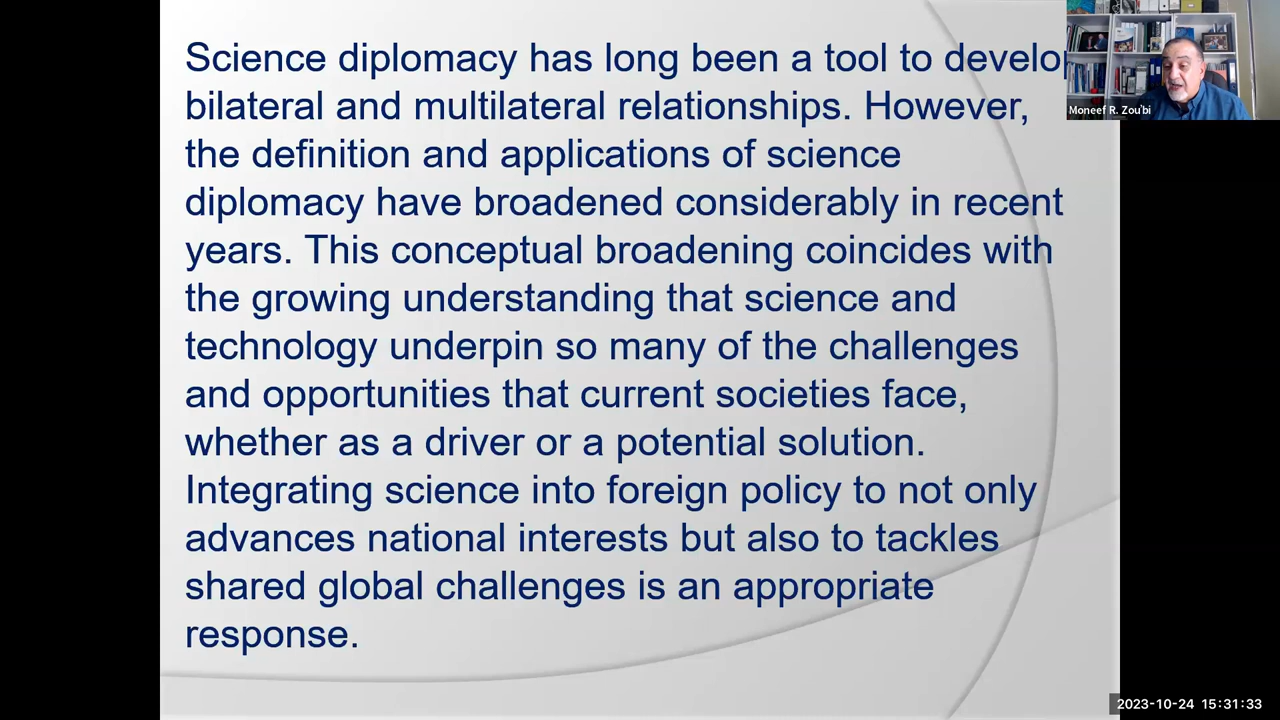 Science diplomacy has long been a tool to develop
bilateral and multilateral relationships. However,
the definition and applications of science
diplomacy have broadened considerably in recent
years. This conceptual broadening coincides with
the growing understanding that science and
technology underpin so many of the challenges
and opportunities that current societies face,
whether as a driver or a potential solution.
Integrating science into foreign policy to not only
advances national interests but also to tackles
shared global challenges is an appropriate
response.
Moneef R. Zou'bi
2023-10-24 15:31:33